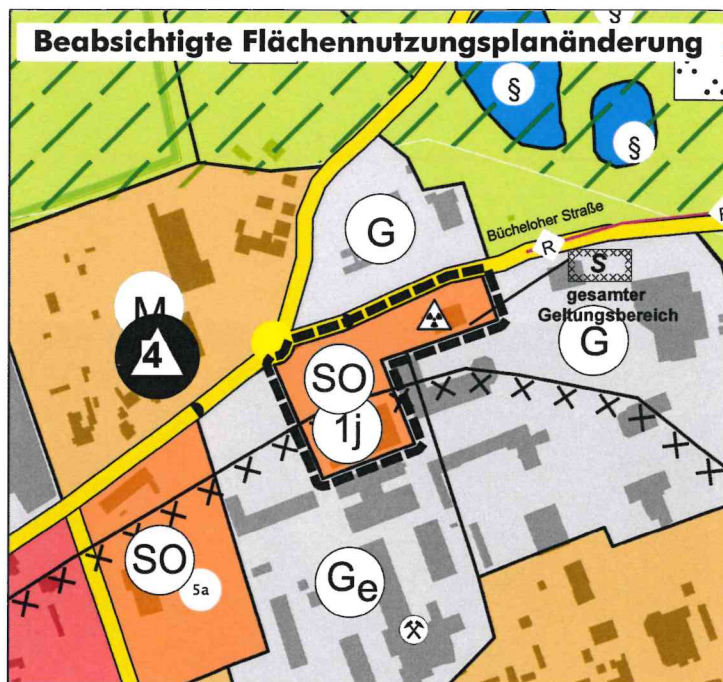 Beabsichtigte Flächennutzungsplanänderung
§
§
§
G
Bücheloher Straße
R
S
gesamter
Geltungsbereich
G
M
4
SO
1j
SO
5a
Ge